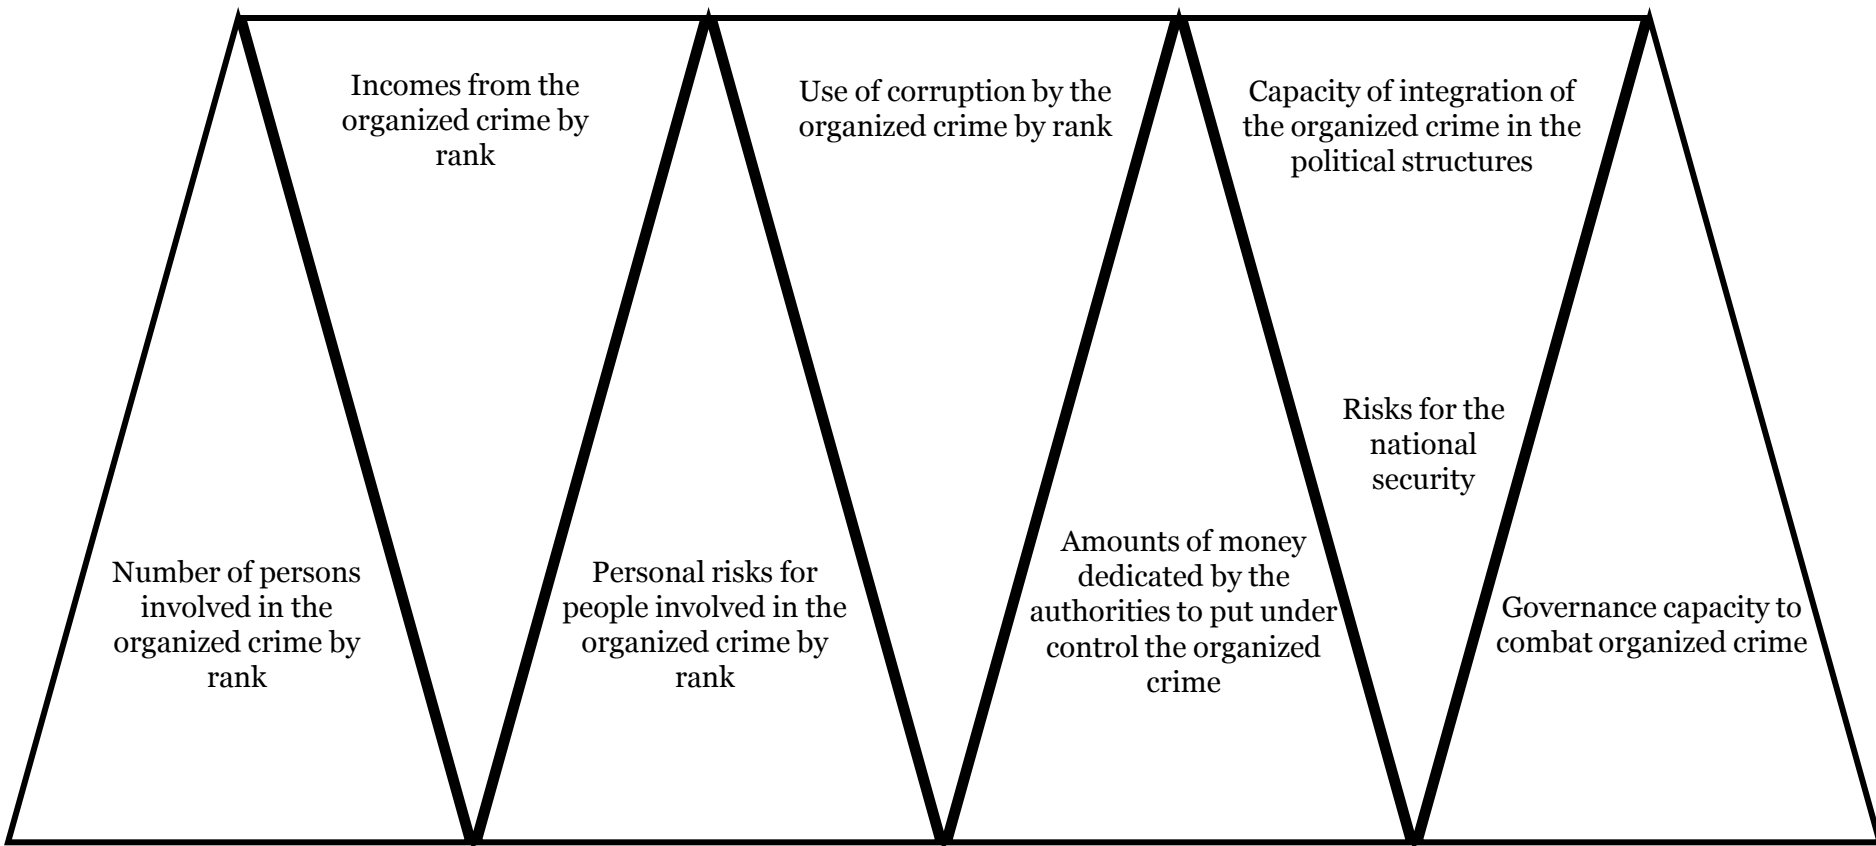 Incomes from the
organized crime by
rank
Use of corruption by the
organized crime by rank
Capacity of integration of
the organized crime in the
political structures
Risks for the
national
security
Number of persons
involved in the
organized crime by
rank
Personal risks for
people involved in the
organized crime by
rank
Amounts of money
dedicated by the
authorities to put under
control the organized
crime
Governance capacity to
combat organized crime